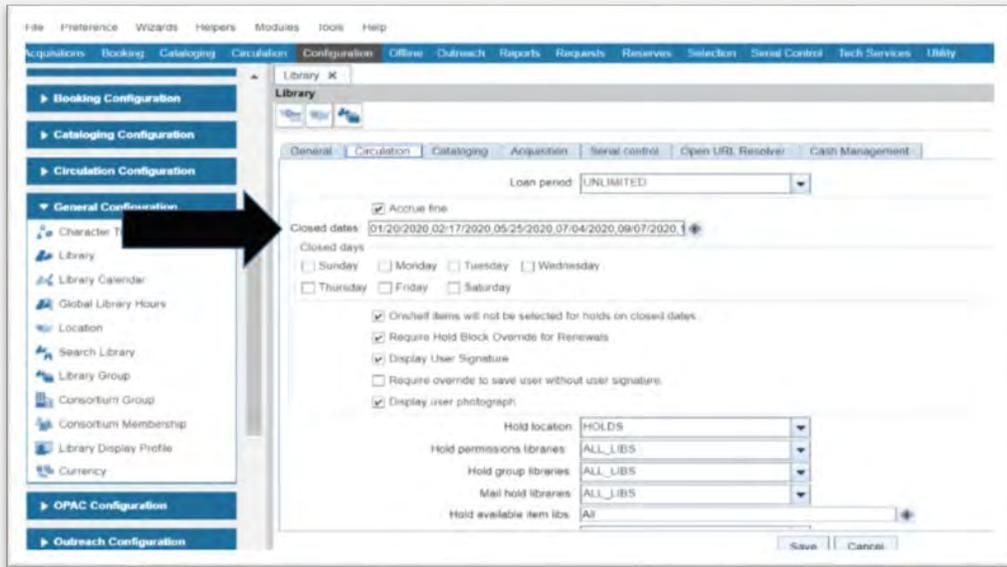 File Preference Wizards Helpers Modules Tools Help
Acquisitions Booking Cataloging Circulation Configuration Offline Outreach Reports Requests Reserves Selection Serial Control Tech Services Utility
Booking Configuration
Cataloging Configuration
Circulation Configuration
General Configuration
Character
Library
Library Calendar
Global Library Hours
Location
Search Library
Library Group
Consortium Group
Consortium Membership
Library Display Profile
Currency
OPAC Configuration
Outreach Configuration
Library
Library
General Circulation Cataloging Acquisition Serial control Open URL Resolver Cash Management
Loan period UNLIMITED
Accrue fine
Closed dates: 01/20/2020,02/17/2020,05/25/2020,07/04/2020,09/07/2020,1
Closed days
Sunday Monday Tuesday Wednesday
Thursday Friday Saturday
Onshelf items will not be selected for holds on closed dates.
Require Hold Block Override for Renewals
Display User Signature
Require override to save user without user signature.
Display user photograph
Hold location: HOLDS
Hold permissions libraries: ALL_LIBS
Hold group libraries: ALL_LIBS
Mail hold libraries: ALL_LIBS
Hold available item libs: All
Save Cancel